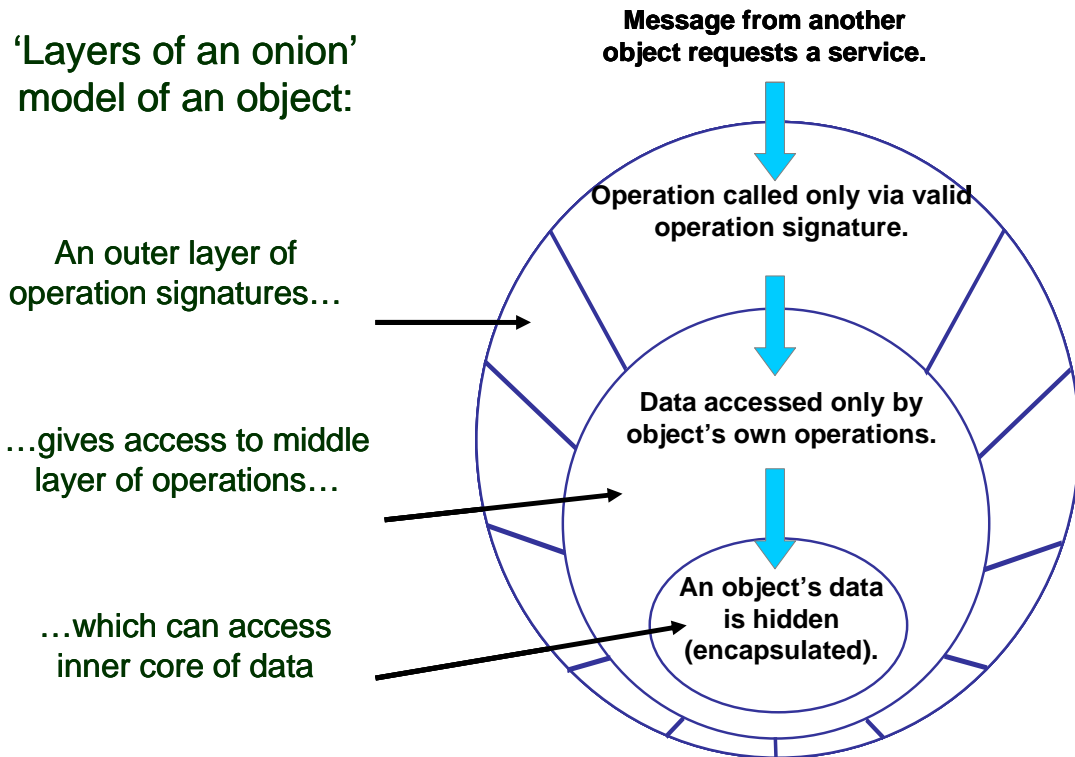 ‘Layers of an onion’
model of an object:
Message from another
object requests a service.
Operation called only via valid
operation signature.
An outer layer of
operation signatures…
Data accessed only by
object’s own operations.
…gives access to middle
layer of operations…
An object’s data
is hidden
(encapsulated).
…which can access
inner core of data